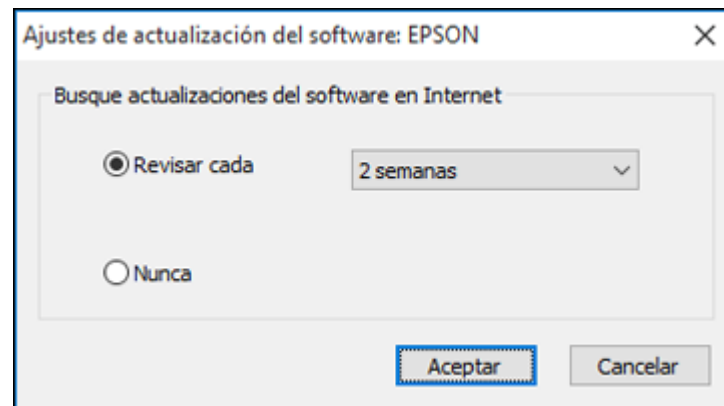 Ajustes de actualización del software: EPSON
Busque actualizaciones del software en Internet
Revisar cada 2 semanas
Nunca
Aceptar Cancelar